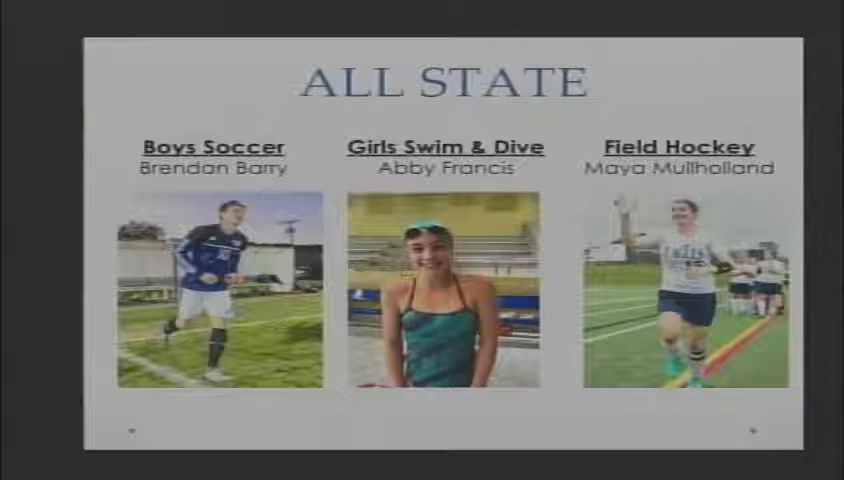 ALL STATE
Boys Soccer
Brendan Barry
Girls Swim & Dive
Abby Francis
Field Hockey
Maya Mullholland